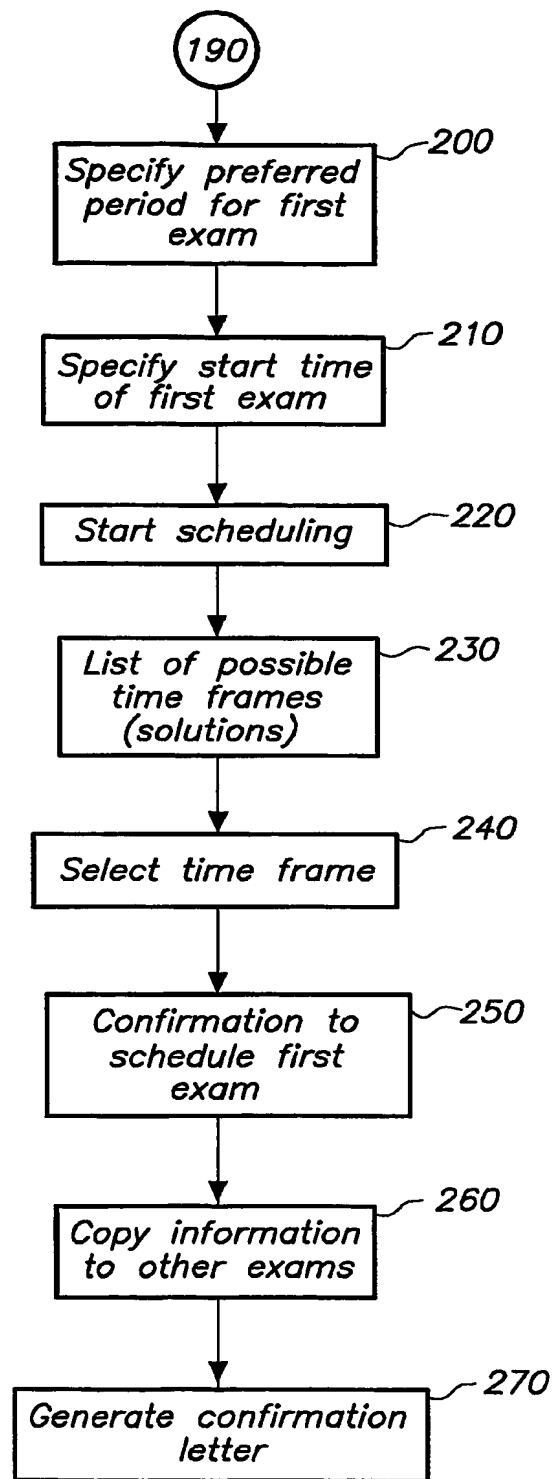 190
200
Specify preferred
period for first
exam
210
Specify start time
of first exam
220
Start scheduling
230
List of possible
time frames
(solutions)
240
Select time frame
250
Confirmation to
schedule first
exam
260
Copy information
to other exams
270
Generate confirmation
letter